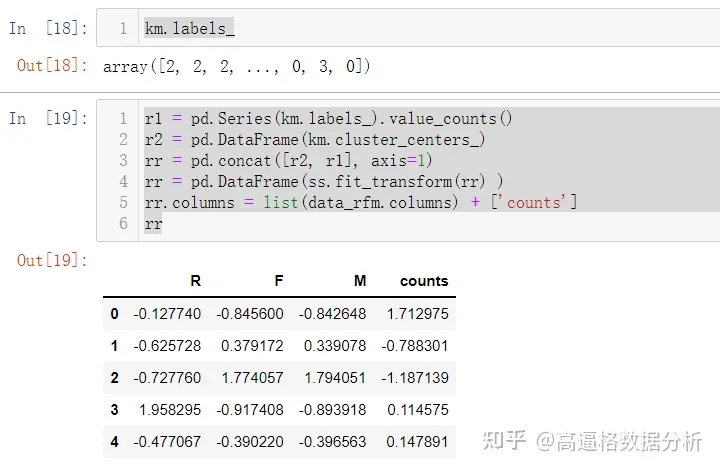 In [18]: 1 km.labels_
Out[18]: array([2, 2, 2, ..., 0, 3, 0])
In [19]: 1 r1 = pd.Series(km.labels_).value_counts()
2 r2 = pd.DataFrame(km.cluster_centers_)
3 rr = pd.concat([r2, r1], axis=1)
4 rr = pd.DataFrame(ss.fit_transform(rr) )
5 rr.columns = list(data_rfm.columns) + ['counts']
6 rr
Out[19]:
R F M counts
0 -0.127740 -0.845600 -0.842648 1.712975
1 -0.625728 0.379172 0.339078 -0.788301
2 -0.727760 1.774057 1.794051 -1.187139
3 1.958295 -0.917408 -0.893918 0.114575
4 -0.477067 -0.390220 -0.396563 0.147891
知乎 @高逼格数据分析